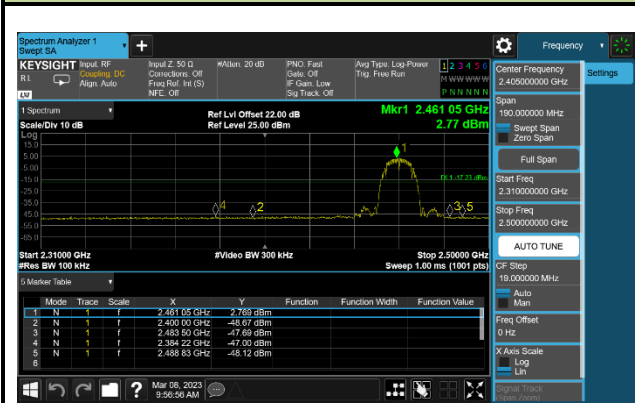 Spectrum Analyzer 1
Swept SA
Frequency
KEYSIGHT Input: RF
Coupling: DC
Align: Auto
Input Z: 50 Ω
Corrections: Off
Freq Ref: Int (S)
NFE: Off
#Atten: 20 dB
PNO: Fast
Gate: Off
IF Gain: Low
Sig Track: Off
Avg Type: Log-Power
Trig: Free Run
1 2 3 4 5 6
M W W W W W
P N N N N N
RL
LXI
Center Frequency
2.405000000 GHz
Settings
1 Spectrum
Scale/Div 10 dB
Log
Ref Lvl Offset 22.00 dB
Ref Level 25.00 dBm
Mkr1 2.461 05 GHz
2.77 dBm
Span
190.000000 MHz
Swept Span
Zero Span
Full Span
15.0
5.00
-5.00
-15.0
-25.0
-35.0
-45.0
-55.0
-65.0
1
DL1 -17.23 dBm
4
2
3
5
Start Freq
2.310000000 GHz
Stop Freq
2.500000000 GHz
AUTO TUNE
Start 2.31000 GHz
#Res BW 100 kHz
#Video BW 300 kHz
Stop 2.50000 GHz
Sweep 1.00 ms (1001 pts)
CF Step
19.000000 MHz
Auto
Man
5 Marker Table
Mode Trace Scale X Y Function Function Width Function Value
1 N 1 f 2.461 05 GHz 2.769 dBm
2 N 1 f 2.400 00 GHz -48.67 dBm
3 N 1 f 2.483 50 GHz -47.69 dBm
4 N 1 f 2.384 22 GHz -47.00 dBm
5 N 1 f 2.488 83 GHz -48.12 dBm
6
Freq Offset
0 Hz
X Axis Scale
Log
Lin
Signal Track
(Span Zoom)
?
Mar 08, 2023
9:56:56 AM